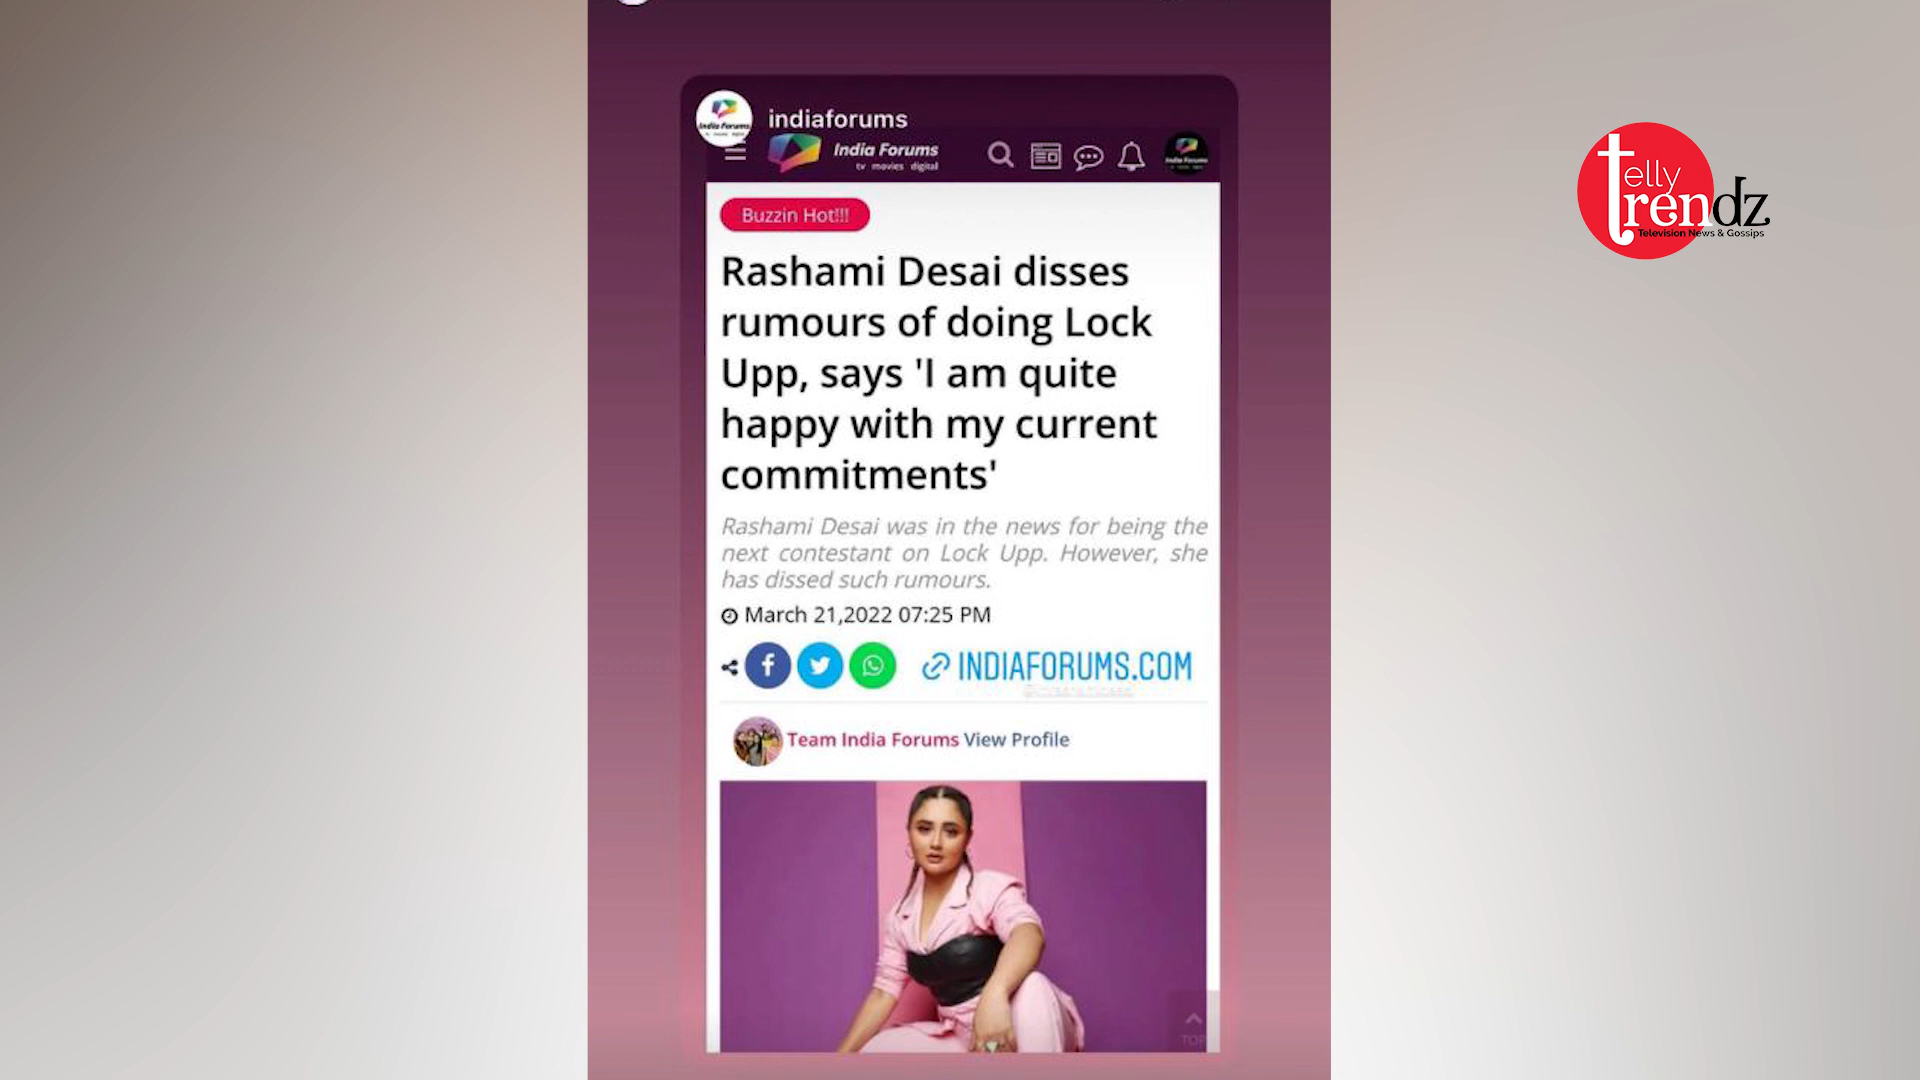 indiaforums
India Forums
India Forums
tv movies digital
Buzzin Hot!!!
Rashami Desai disses
rumours of doing Lock
Upp, says 'I am quite
happy with my current
commitments'
Rashami Desai was in the news for being the
next contestant on Lock Upp. However, she
has dissed such rumours.
March 21,2022 07:25 PM
INDIAFORUMS.COM
Team India Forums View Profile
TOP
telly
trendz
Television News & Gossips